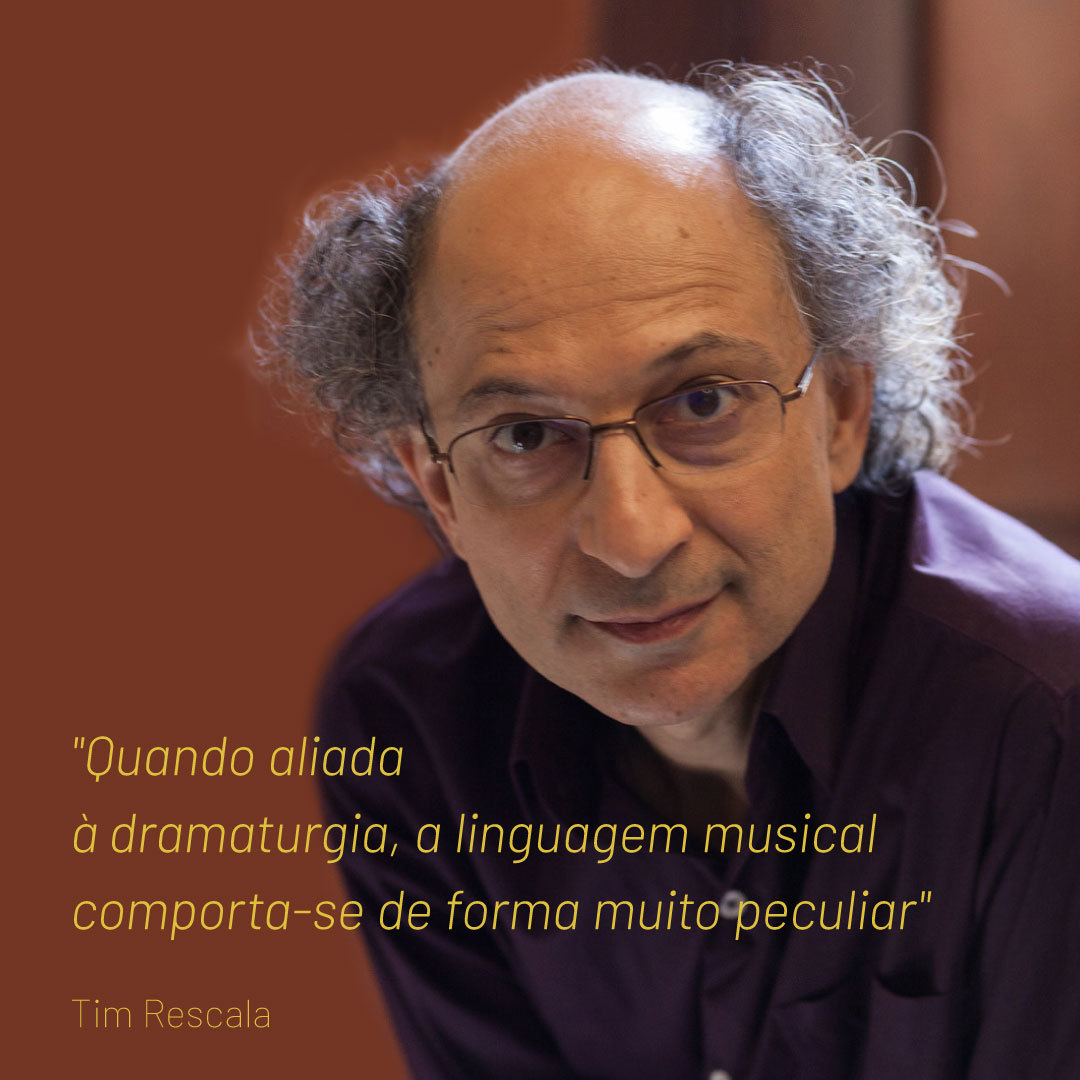 "Quando aliada
à dramaturgia, a linguagem musical
comporta-se de forma muito peculiar"
Tim Rescala